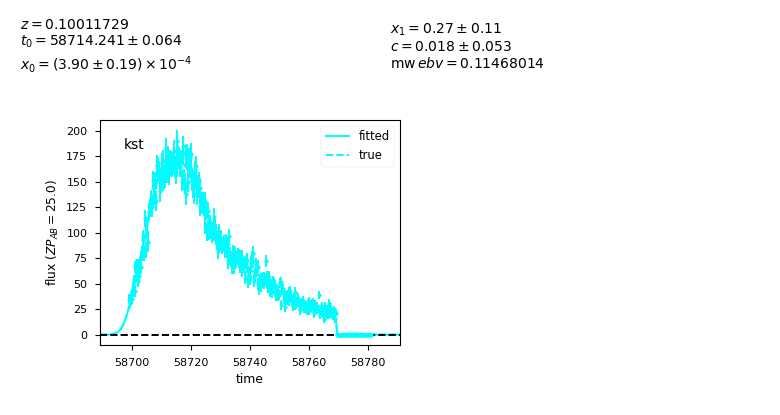 z = 0.10011729
t₀ = 58714.241 ± 0.064
x₀ = (3.90 ± 0.19) × 10⁻⁴
x₁ = 0.27 ± 0.11
c = 0.018 ± 0.053
mw ebv = 0.11468014
kst
fitted
true
200
175
150
125
100
75
50
25
0
flux (ZP_AB = 25.0)
58700 58720 58740 58760 58780
time